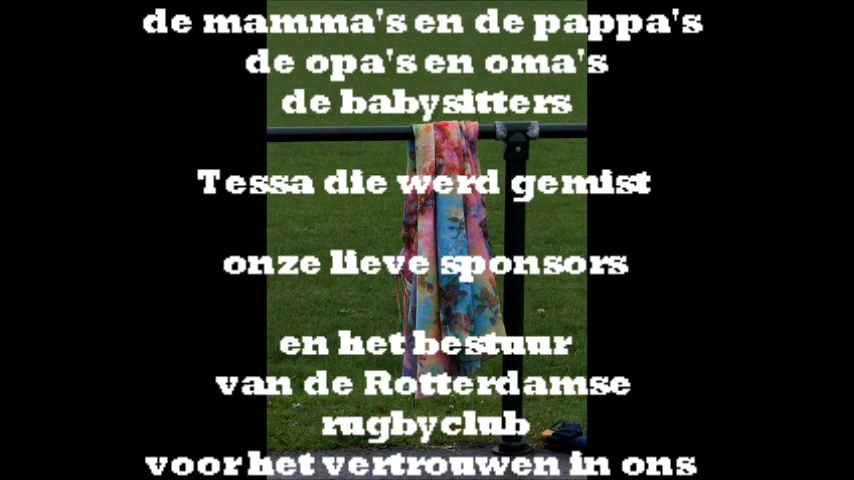 de mamma's en de pappa's
de opa's en oma's
de babysitters
Tessa die werd gemist
onze lieve sponsors
en het bestuur
van de Rotterdamse
rugbyclub
voor het vertrouwen in ons